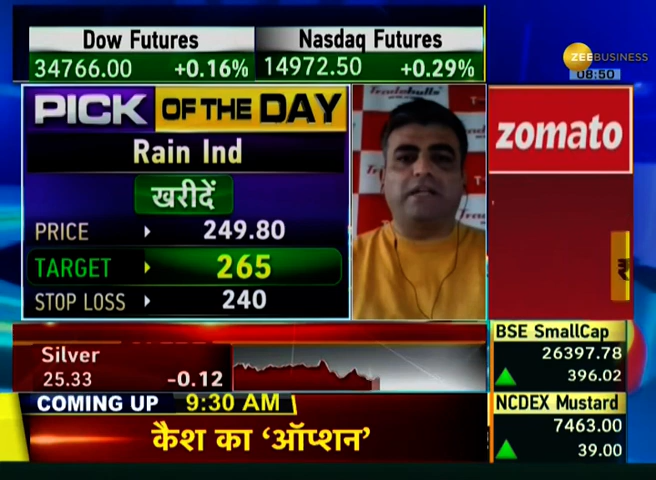 Dow Futures
34766.00 +0.16%
Nasdaq Futures
14972.50 +0.29%
ZEEBUSINESS
08:50
PICK OF THE DAY
Rain Ind
खरीदें
PRICE 249.80
TARGET 265
STOP LOSS 240
Tradebulls
zomato
Silver
25.33 -0.12
BSE SmallCap
26397.78
396.02
COMING UP 9:30 AM
कैश का ‘ऑप्शन’
NCDEX Mustard
7463.00
39.00